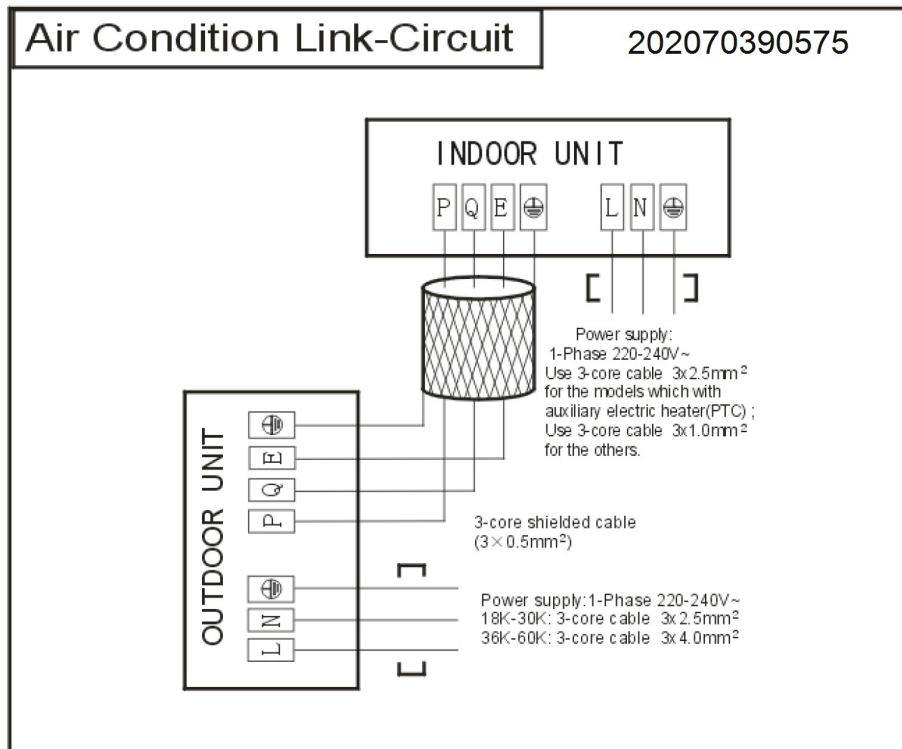 Air Condition Link-Circuit
202070390575
INDOOR UNIT
P Q E L N
Power supply:
1-Phase 220-240V~
Use 3-core cable 3x2.5mm²
for the models which with
auxiliary electric heater(PTC) ;
Use 3-core cable 3x1.0mm²
for the others.
OUTDOOR UNIT
E
Q
P
N
L
3-core shielded cable
(3×0.5mm²)
Power supply:1-Phase 220-240V~
18K-30K: 3-core cable 3x2.5mm²
36K-60K: 3-core cable 3x4.0mm²